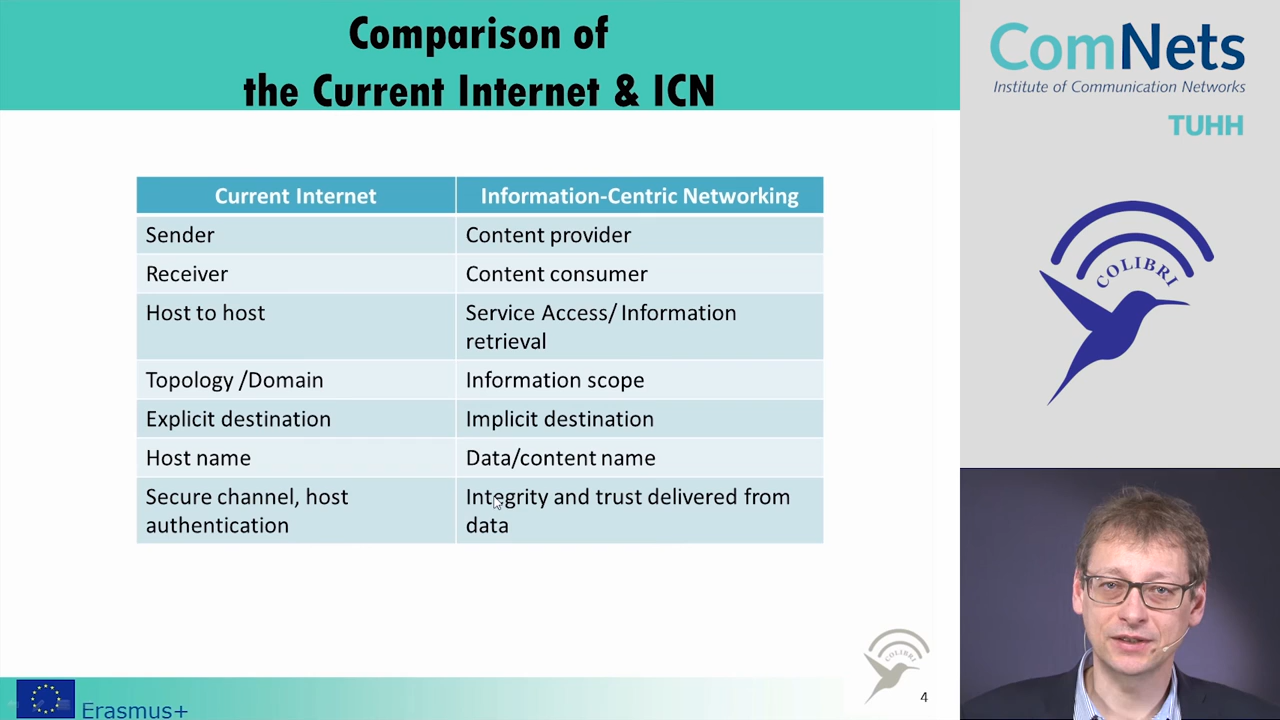 Comparison of
the Current Internet & ICN
Current Internet
Information-Centric Networking
Sender
Content provider
Receiver
Content consumer
Host to host
Service Access/ Information
retrieval
Topology /Domain
Information scope
Explicit destination
Implicit destination
Host name
Data/content name
Secure channel, host
authentication
Integrity and trust delivered from
data
COLIBRI
4
Erasmus+
ComNets
Institute of Communication Networks
TUHH
COLIBRI